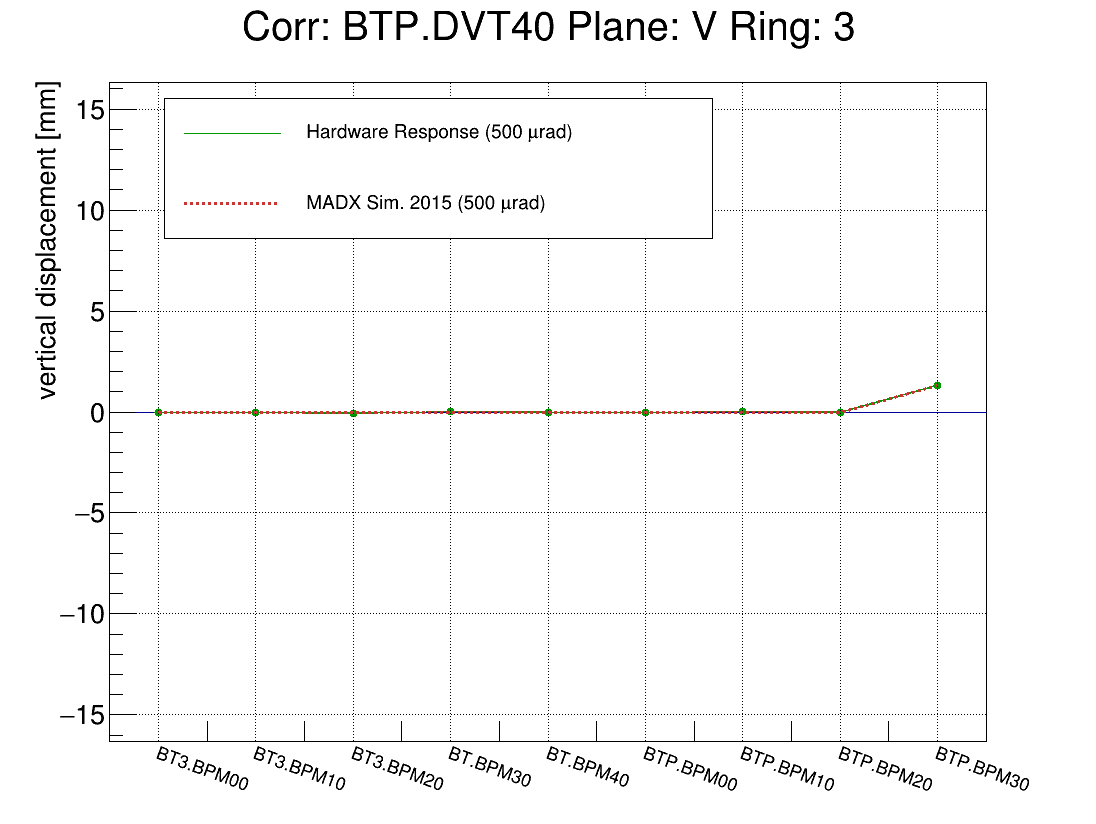 Corr: BTP.DVT40 Plane: V Ring: 3
vertical displacement [mm]
15
10
5
0
−5
−10
−15
Hardware Response (500 μrad)
MADX Sim. 2015 (500 μrad)
BT3.BPM00
BT3.BPM10
BT3.BPM20
BT.BPM30
BT.BPM40
BTP.BPM00
BTP.BPM10
BTP.BPM20
BTP.BPM30